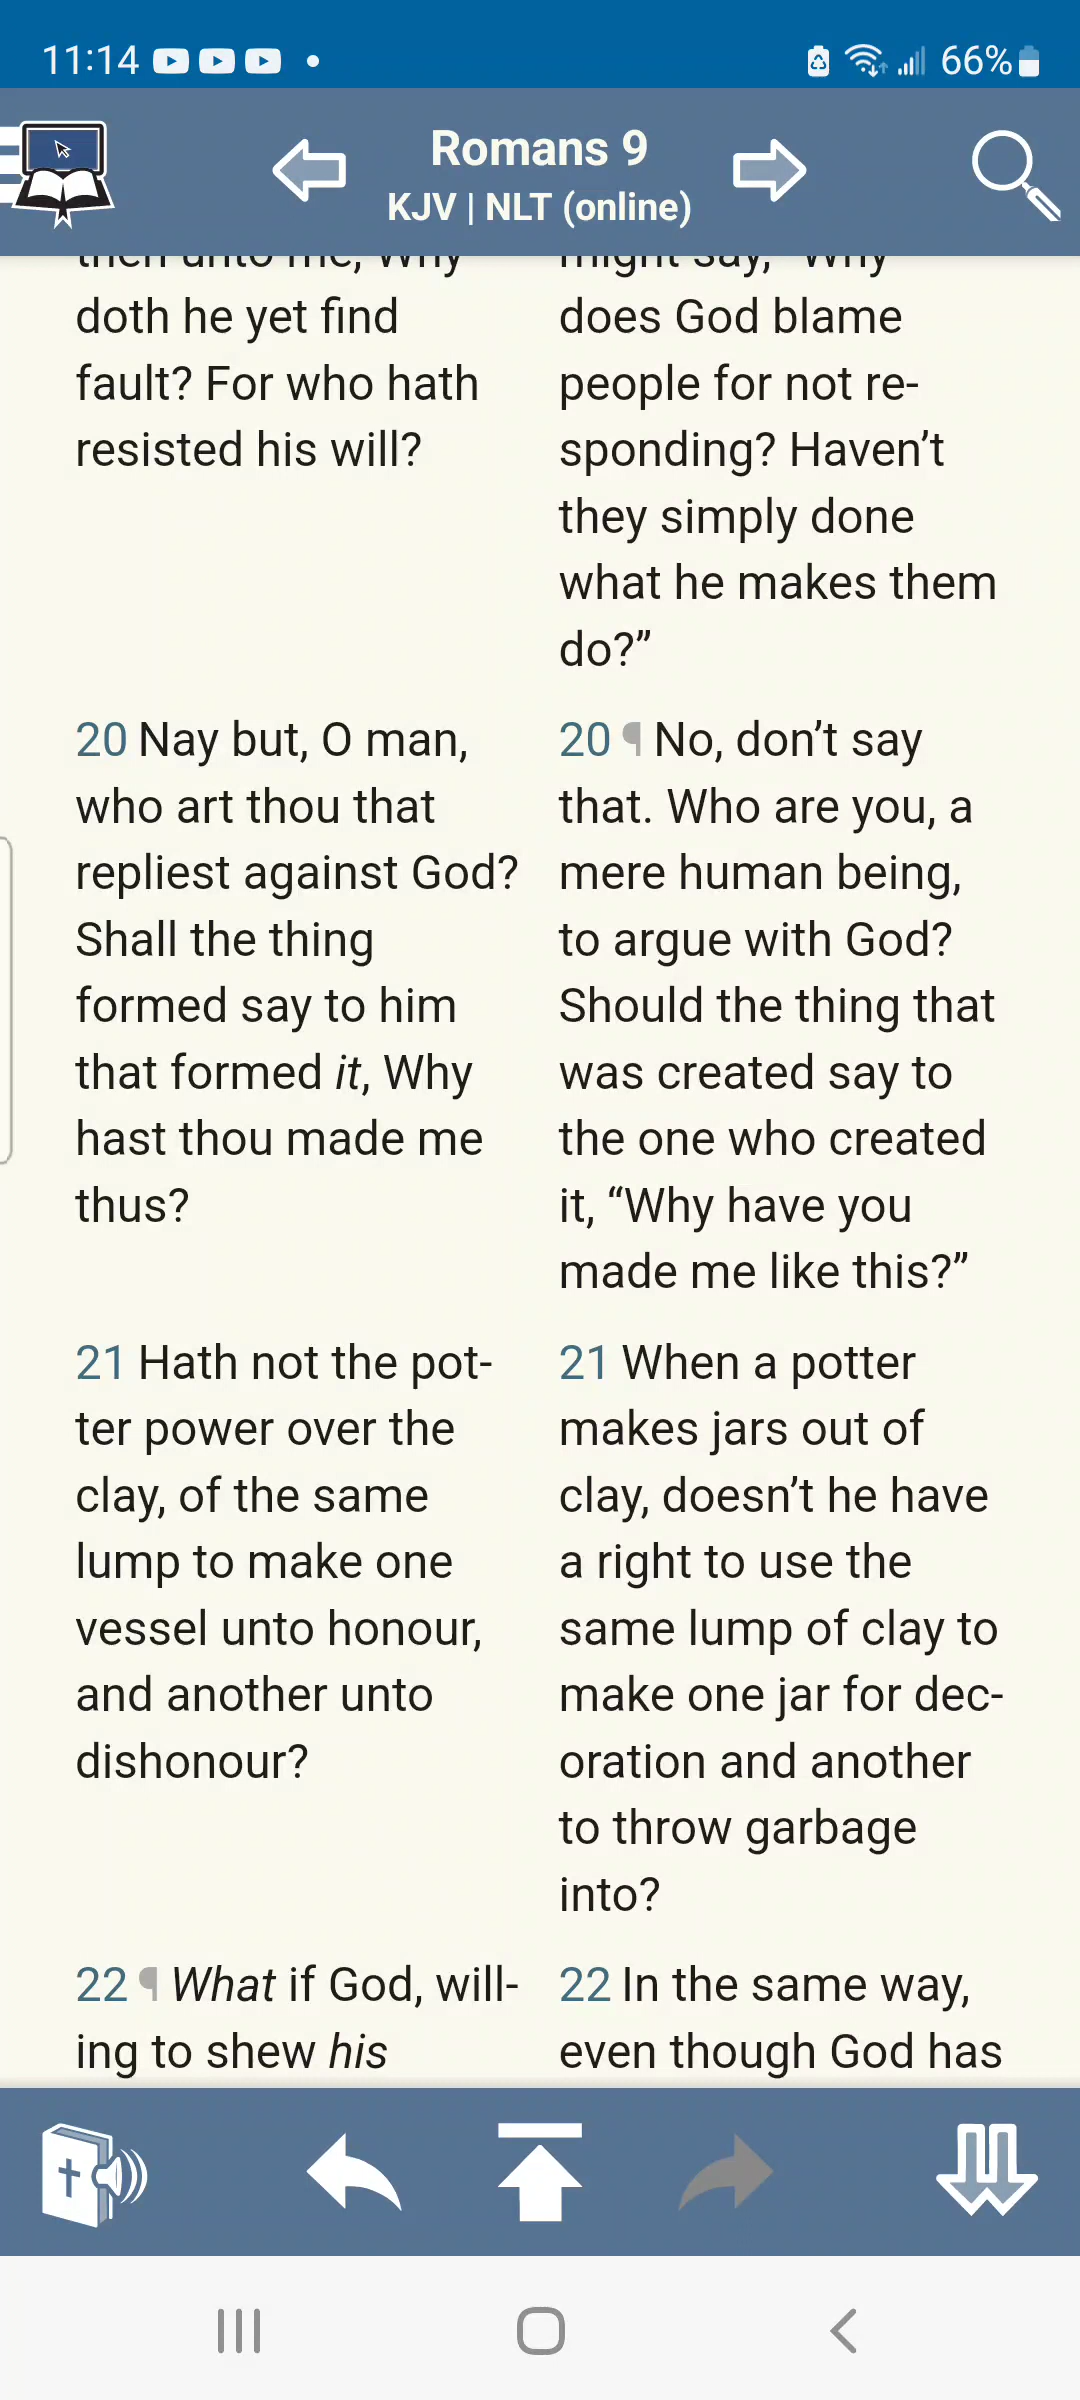 11:14
66%
Romans 9
KJV | NLT (online)
then unto me, Why
doth he yet find
fault? For who hath
resisted his will?
might say, “Why
does God blame
people for not re-
sponding? Haven’t
they simply done
what he makes them
do?”
20 Nay but, O man,
who art thou that
repliest against God?
Shall the thing
formed say to him
that formed it, Why
hast thou made me
thus?
20 ¶ No, don’t say
that. Who are you, a
mere human being,
to argue with God?
Should the thing that
was created say to
the one who created
it, “Why have you
made me like this?”
21 Hath not the pot-
ter power over the
clay, of the same
lump to make one
vessel unto honour,
and another unto
dishonour?
21 When a potter
makes jars out of
clay, doesn’t he have
a right to use the
same lump of clay to
make one jar for dec-
oration and another
to throw garbage
into?
22 ¶ What if God, will-
ing to shew his
22 In the same way,
even though God has